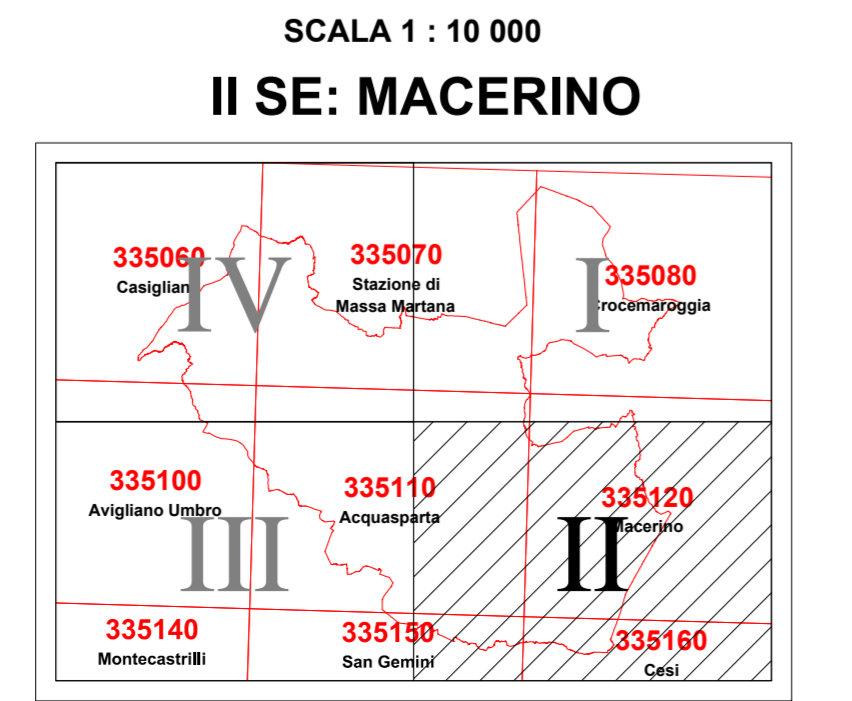 SCALA 1 : 10 000
II SE: MACERINO
335060
Casiglian
IV
335070
Stazione di
Massa Martana
I
335080
Crocemaroggia
335100
Avigliano Umbro
III
335110
Acquasparta
335120
Macerino
II
335140
Montecastrilli
335150
San Gemini
335160
Cesi